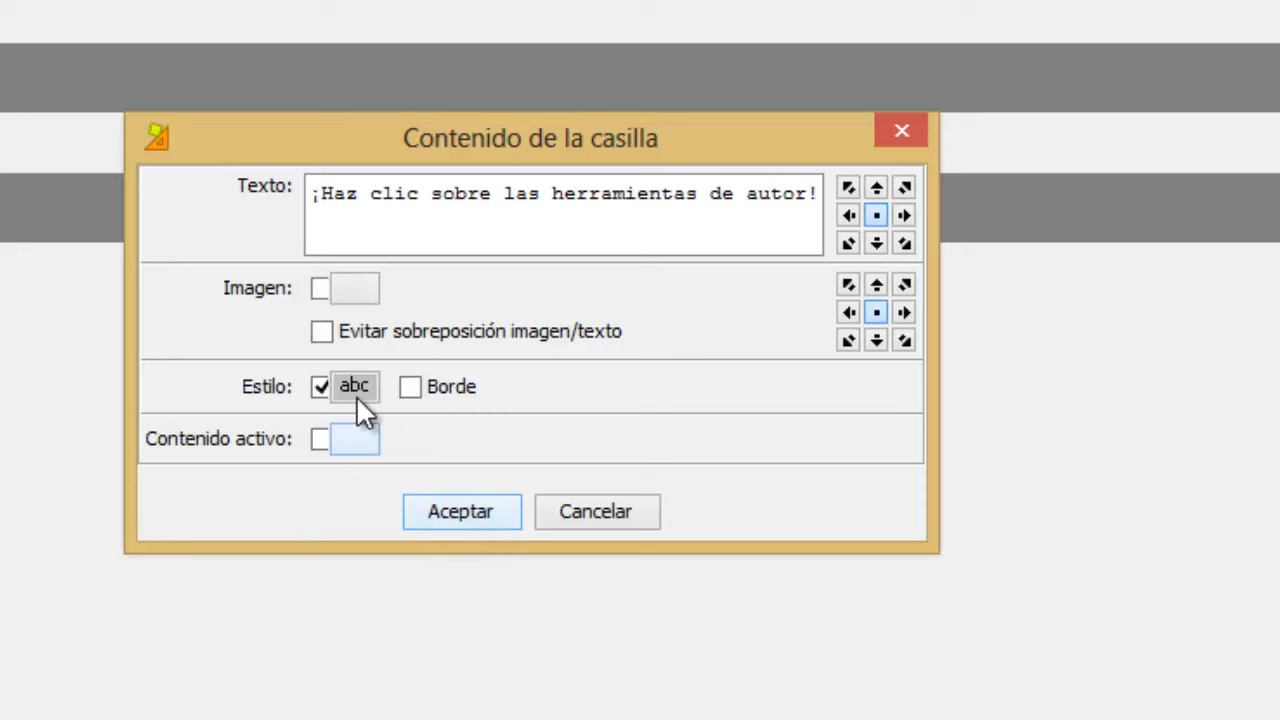 Contenido de la casilla
Texto:
¡Haz clic sobre las herramientas de autor!
Imagen:
Evitar sobreposición imagen/texto
Estilo:
abc
Borde
Contenido activo:
Aceptar
Cancelar